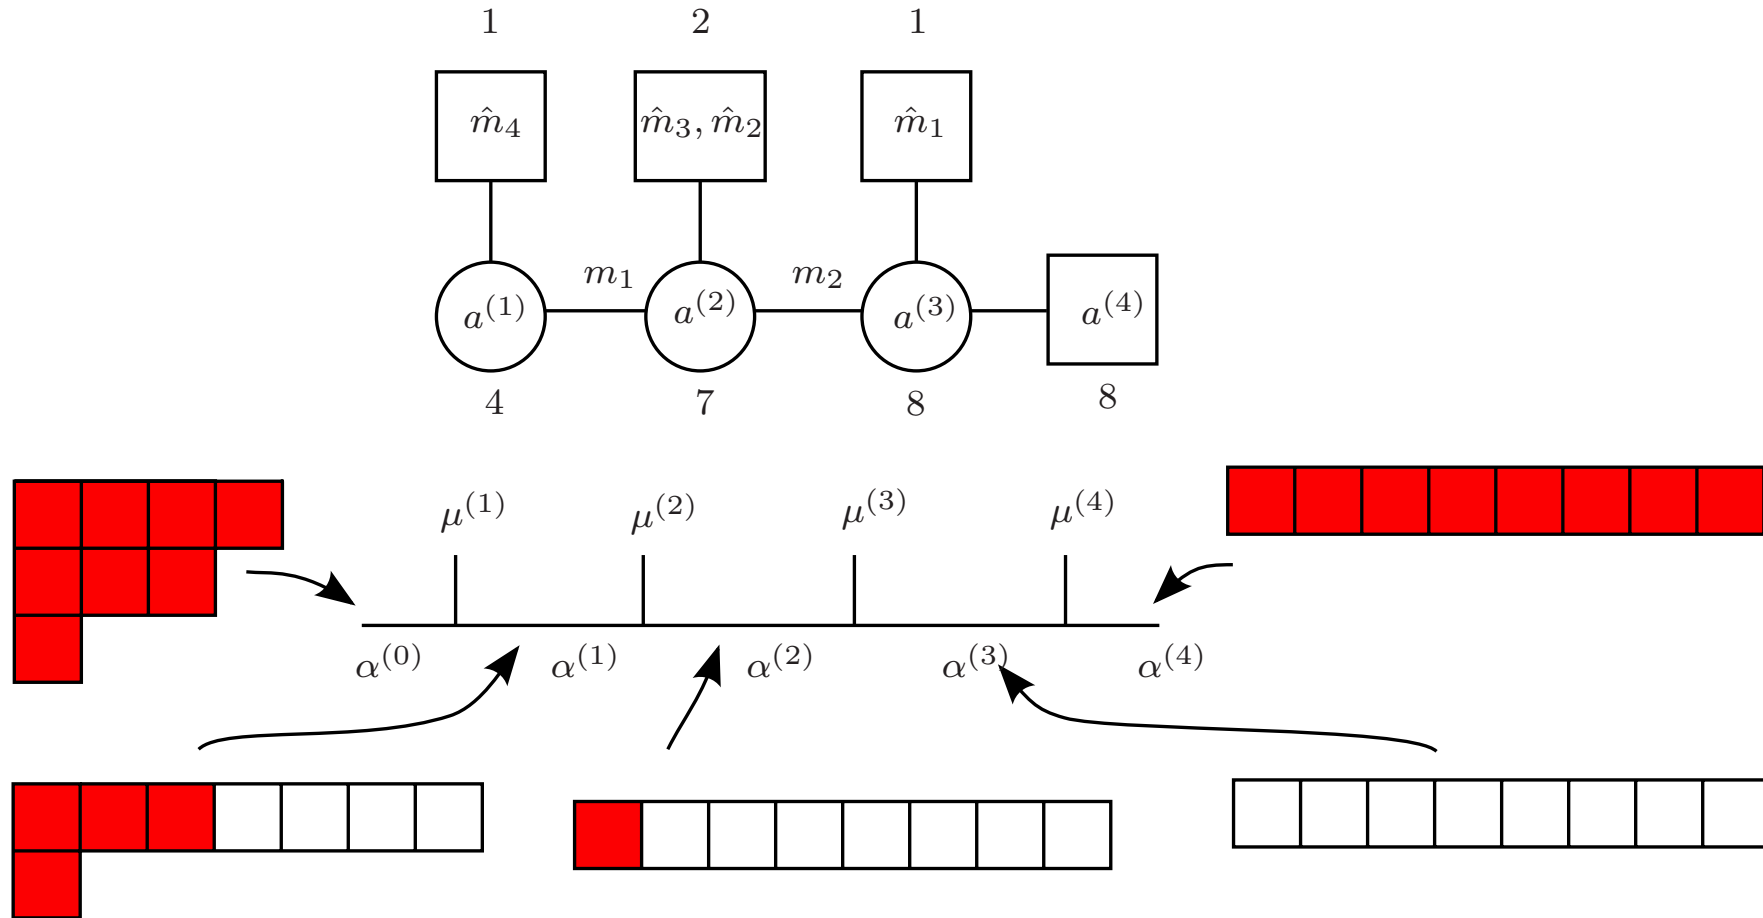 1 2 1
m̂₄ m̂₃, m̂₂ m̂₁
m₁ m₂
a⁽¹⁾ a⁽²⁾ a⁽³⁾ a⁽⁴⁾
4 7 8 8
μ⁽¹⁾ μ⁽²⁾ μ⁽³⁾ μ⁽⁴⁾
α⁽⁰⁾ α⁽¹⁾ α⁽²⁾ α⁽³⁾ α⁽⁴⁾